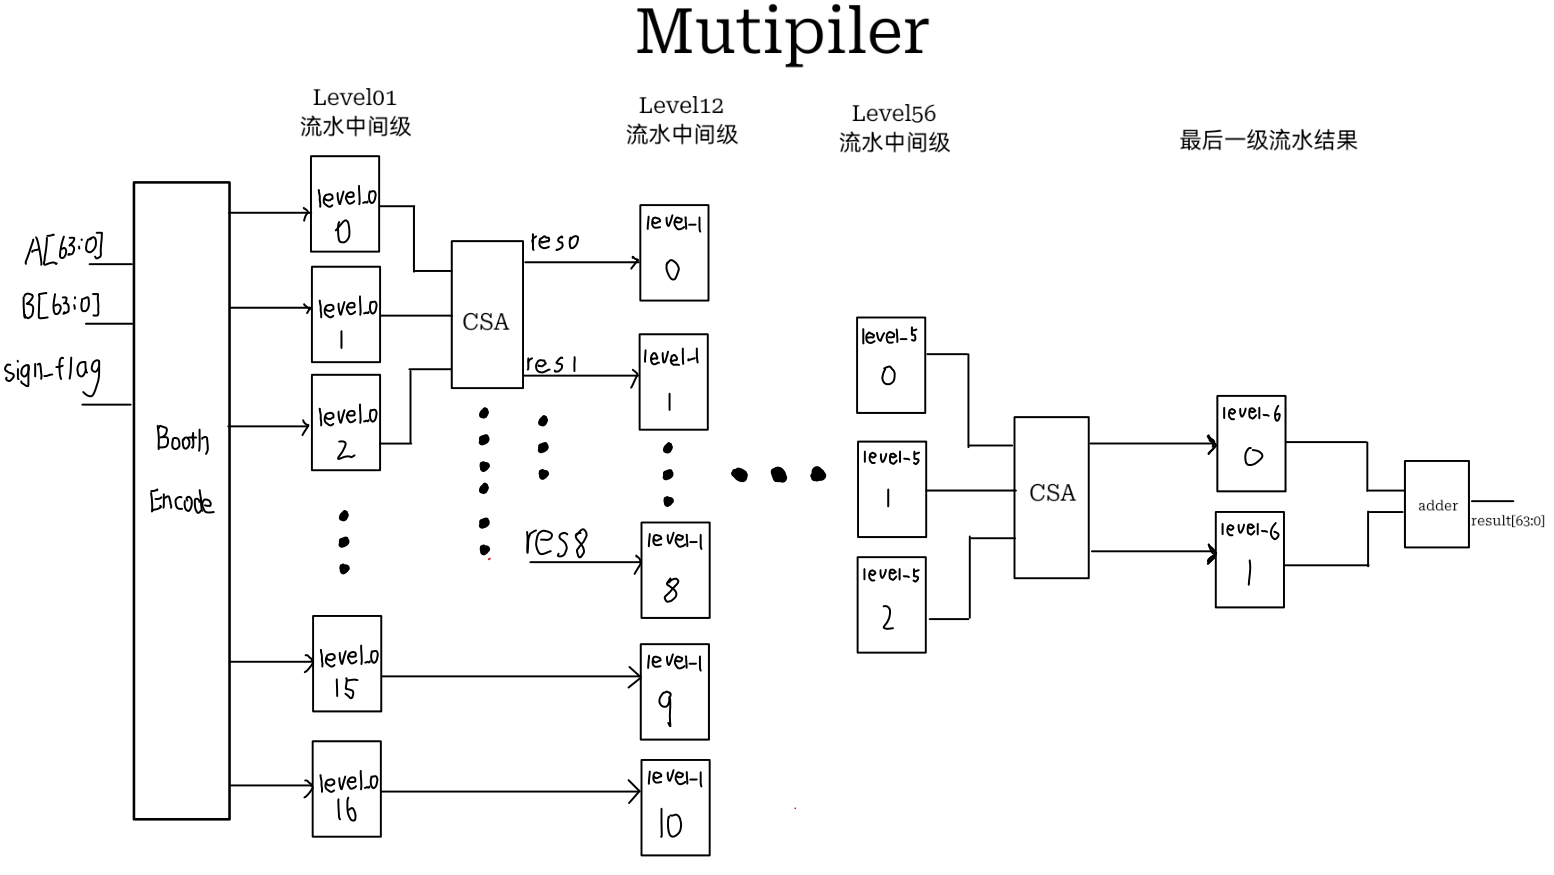 Mutipiler
Level01
流水中间级
Level12
流水中间级
Level56
流水中间级
最后一级流水结果
A[63:0]
B[63:0]
sign_flag
Booth
Encode
level_0
0
level_0
1
level_0
2
level_0
15
level_0
16
CSA
res0
res1
res8
level-1
0
level-1
1
level-1
8
level-1
9
level-1
10
level-5
0
level-5
1
level-5
2
CSA
level-6
0
level-6
1
adder
result[63:0]